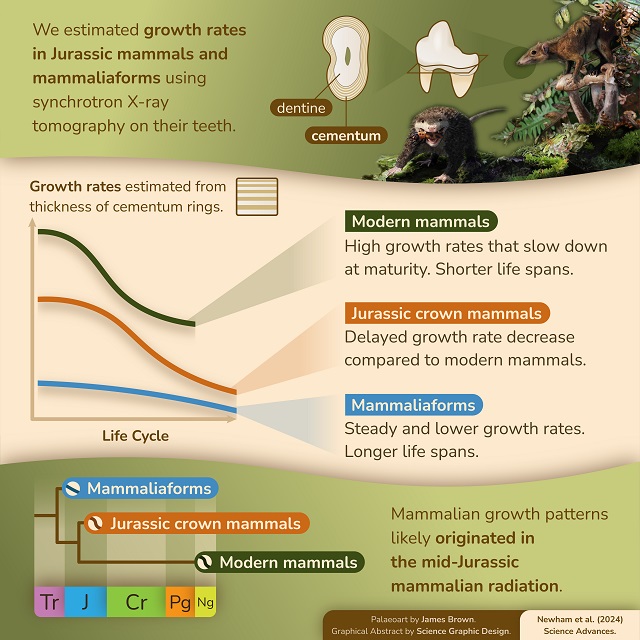 We estimated growth rates
in Jurassic mammals and
mammaliaforms using
synchrotron X-ray
tomography on their teeth.
dentine
cementum
Growth rates estimated from
thickness of cementum rings.
Modern mammals
High growth rates that slow down
at maturity. Shorter life spans.
Jurassic crown mammals
Delayed growth rate decrease
compared to modern mammals.
Mammaliaforms
Steady and lower growth rates.
Longer life spans.
Life Cycle
Mammaliaforms
Jurassic crown mammals
Modern mammals
Tr J Cr Pg Ng
Mammalian growth patterns
likely originated in
the mid-Jurassic
mammalian radiation.
Palaeoart by James Brown.
Graphical Abstract by Science Graphic Design.
Newham et al. (2024)
Science Advances.